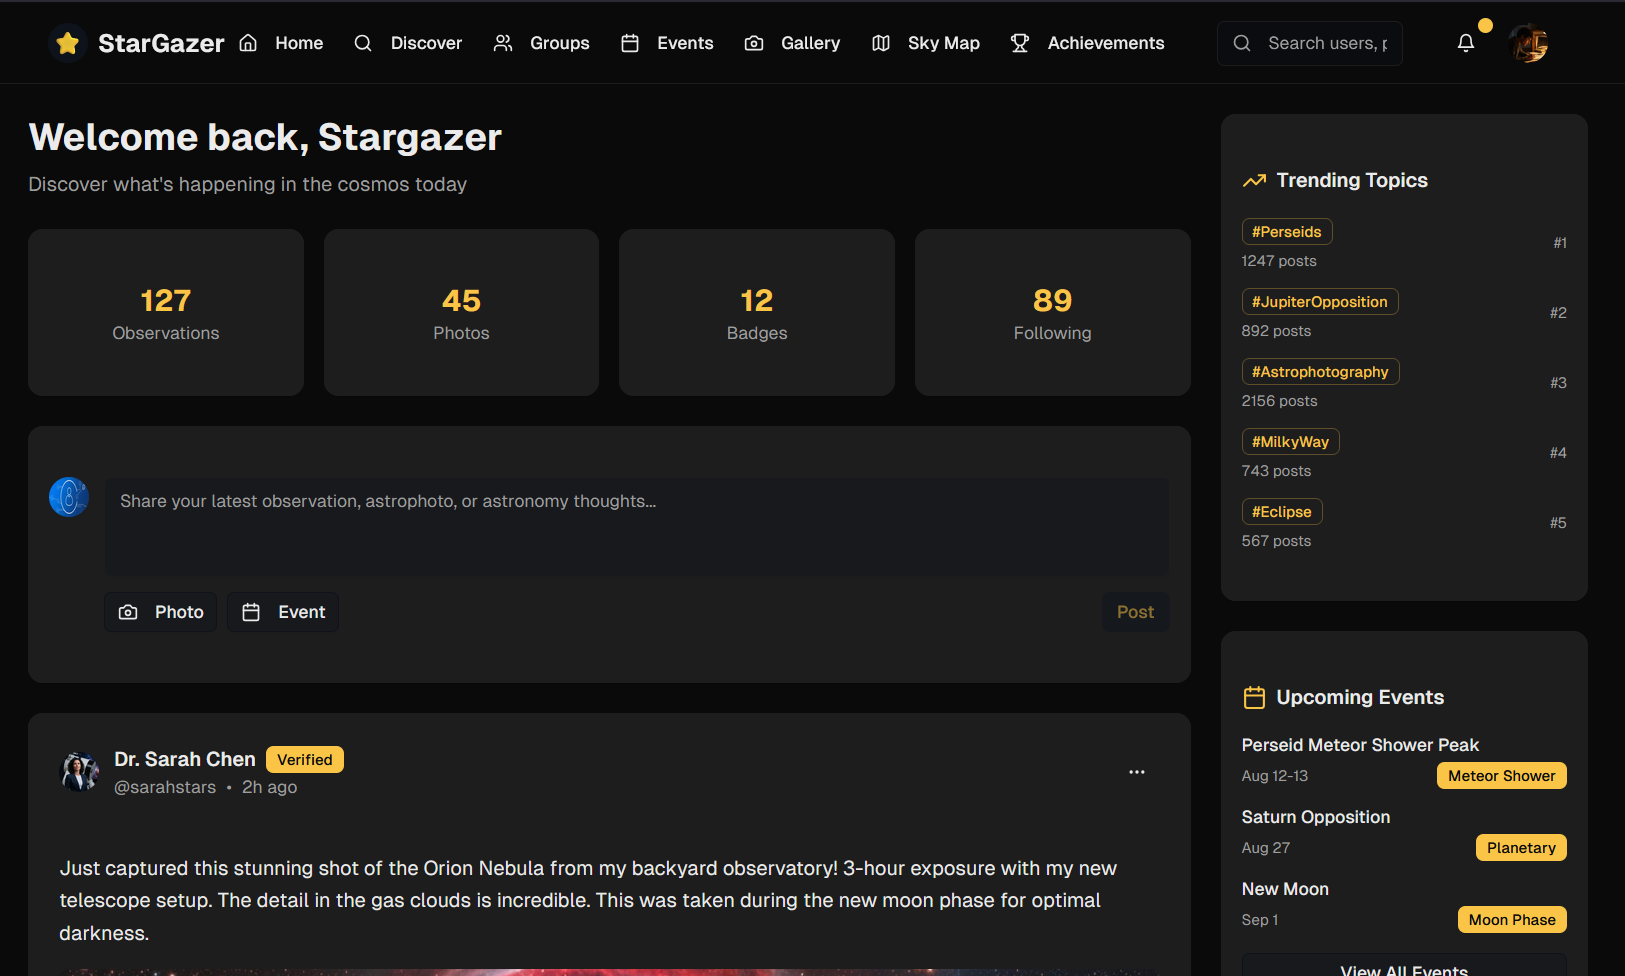 StarGazer
Home
Discover
Groups
Events
Gallery
Sky Map
Achievements
Search users, p
Welcome back, Stargazer
Discover what's happening in the cosmos today
127
Observations
45
Photos
12
Badges
89
Following
Share your latest observation, astrophoto, or astronomy thoughts...
Photo
Event
Post
Dr. Sarah Chen
Verified
@sarahstars • 2h ago
Just captured this stunning shot of the Orion Nebula from my backyard observatory! 3-hour exposure with my new
telescope setup. The detail in the gas clouds is incredible. This was taken during the new moon phase for optimal
darkness.
Trending Topics
#Perseids
#1
1247 posts
#JupiterOpposition
#2
892 posts
#Astrophotography
#3
2156 posts
#MilkyWay
#4
743 posts
#Eclipse
#5
567 posts
Upcoming Events
Perseid Meteor Shower Peak
Aug 12-13
Meteor Shower
Saturn Opposition
Aug 27
Planetary
New Moon
Sep 1
Moon Phase
View All Events